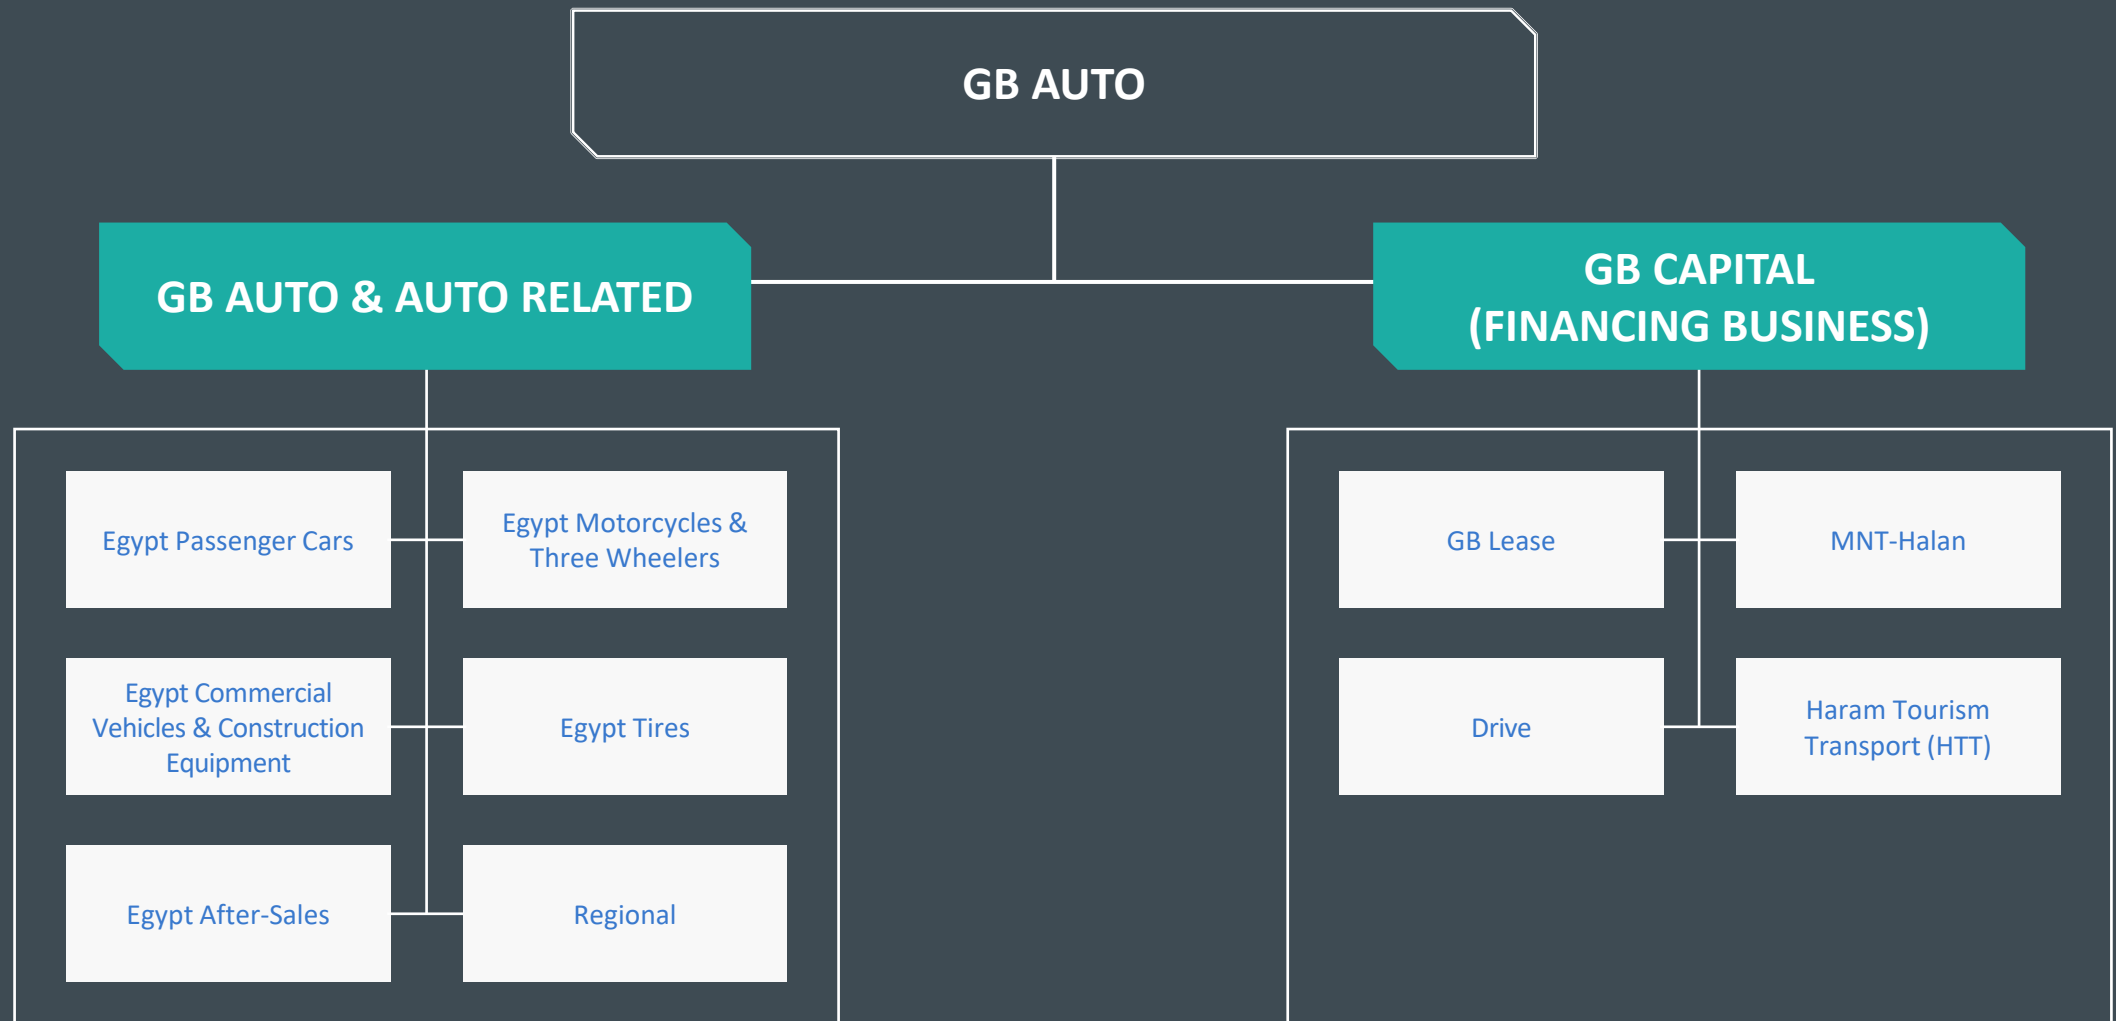 GB AUTO
GB AUTO & AUTO RELATED
GB CAPITAL
(FINANCING BUSINESS)
Egypt Passenger Cars
Egypt Motorcycles &
Three Wheelers
Egypt Commercial
Vehicles & Construction
Equipment
Egypt Tires
Egypt After-Sales
Regional
GB Lease
MNT-Halan
Drive
Haram Tourism
Transport (HTT)